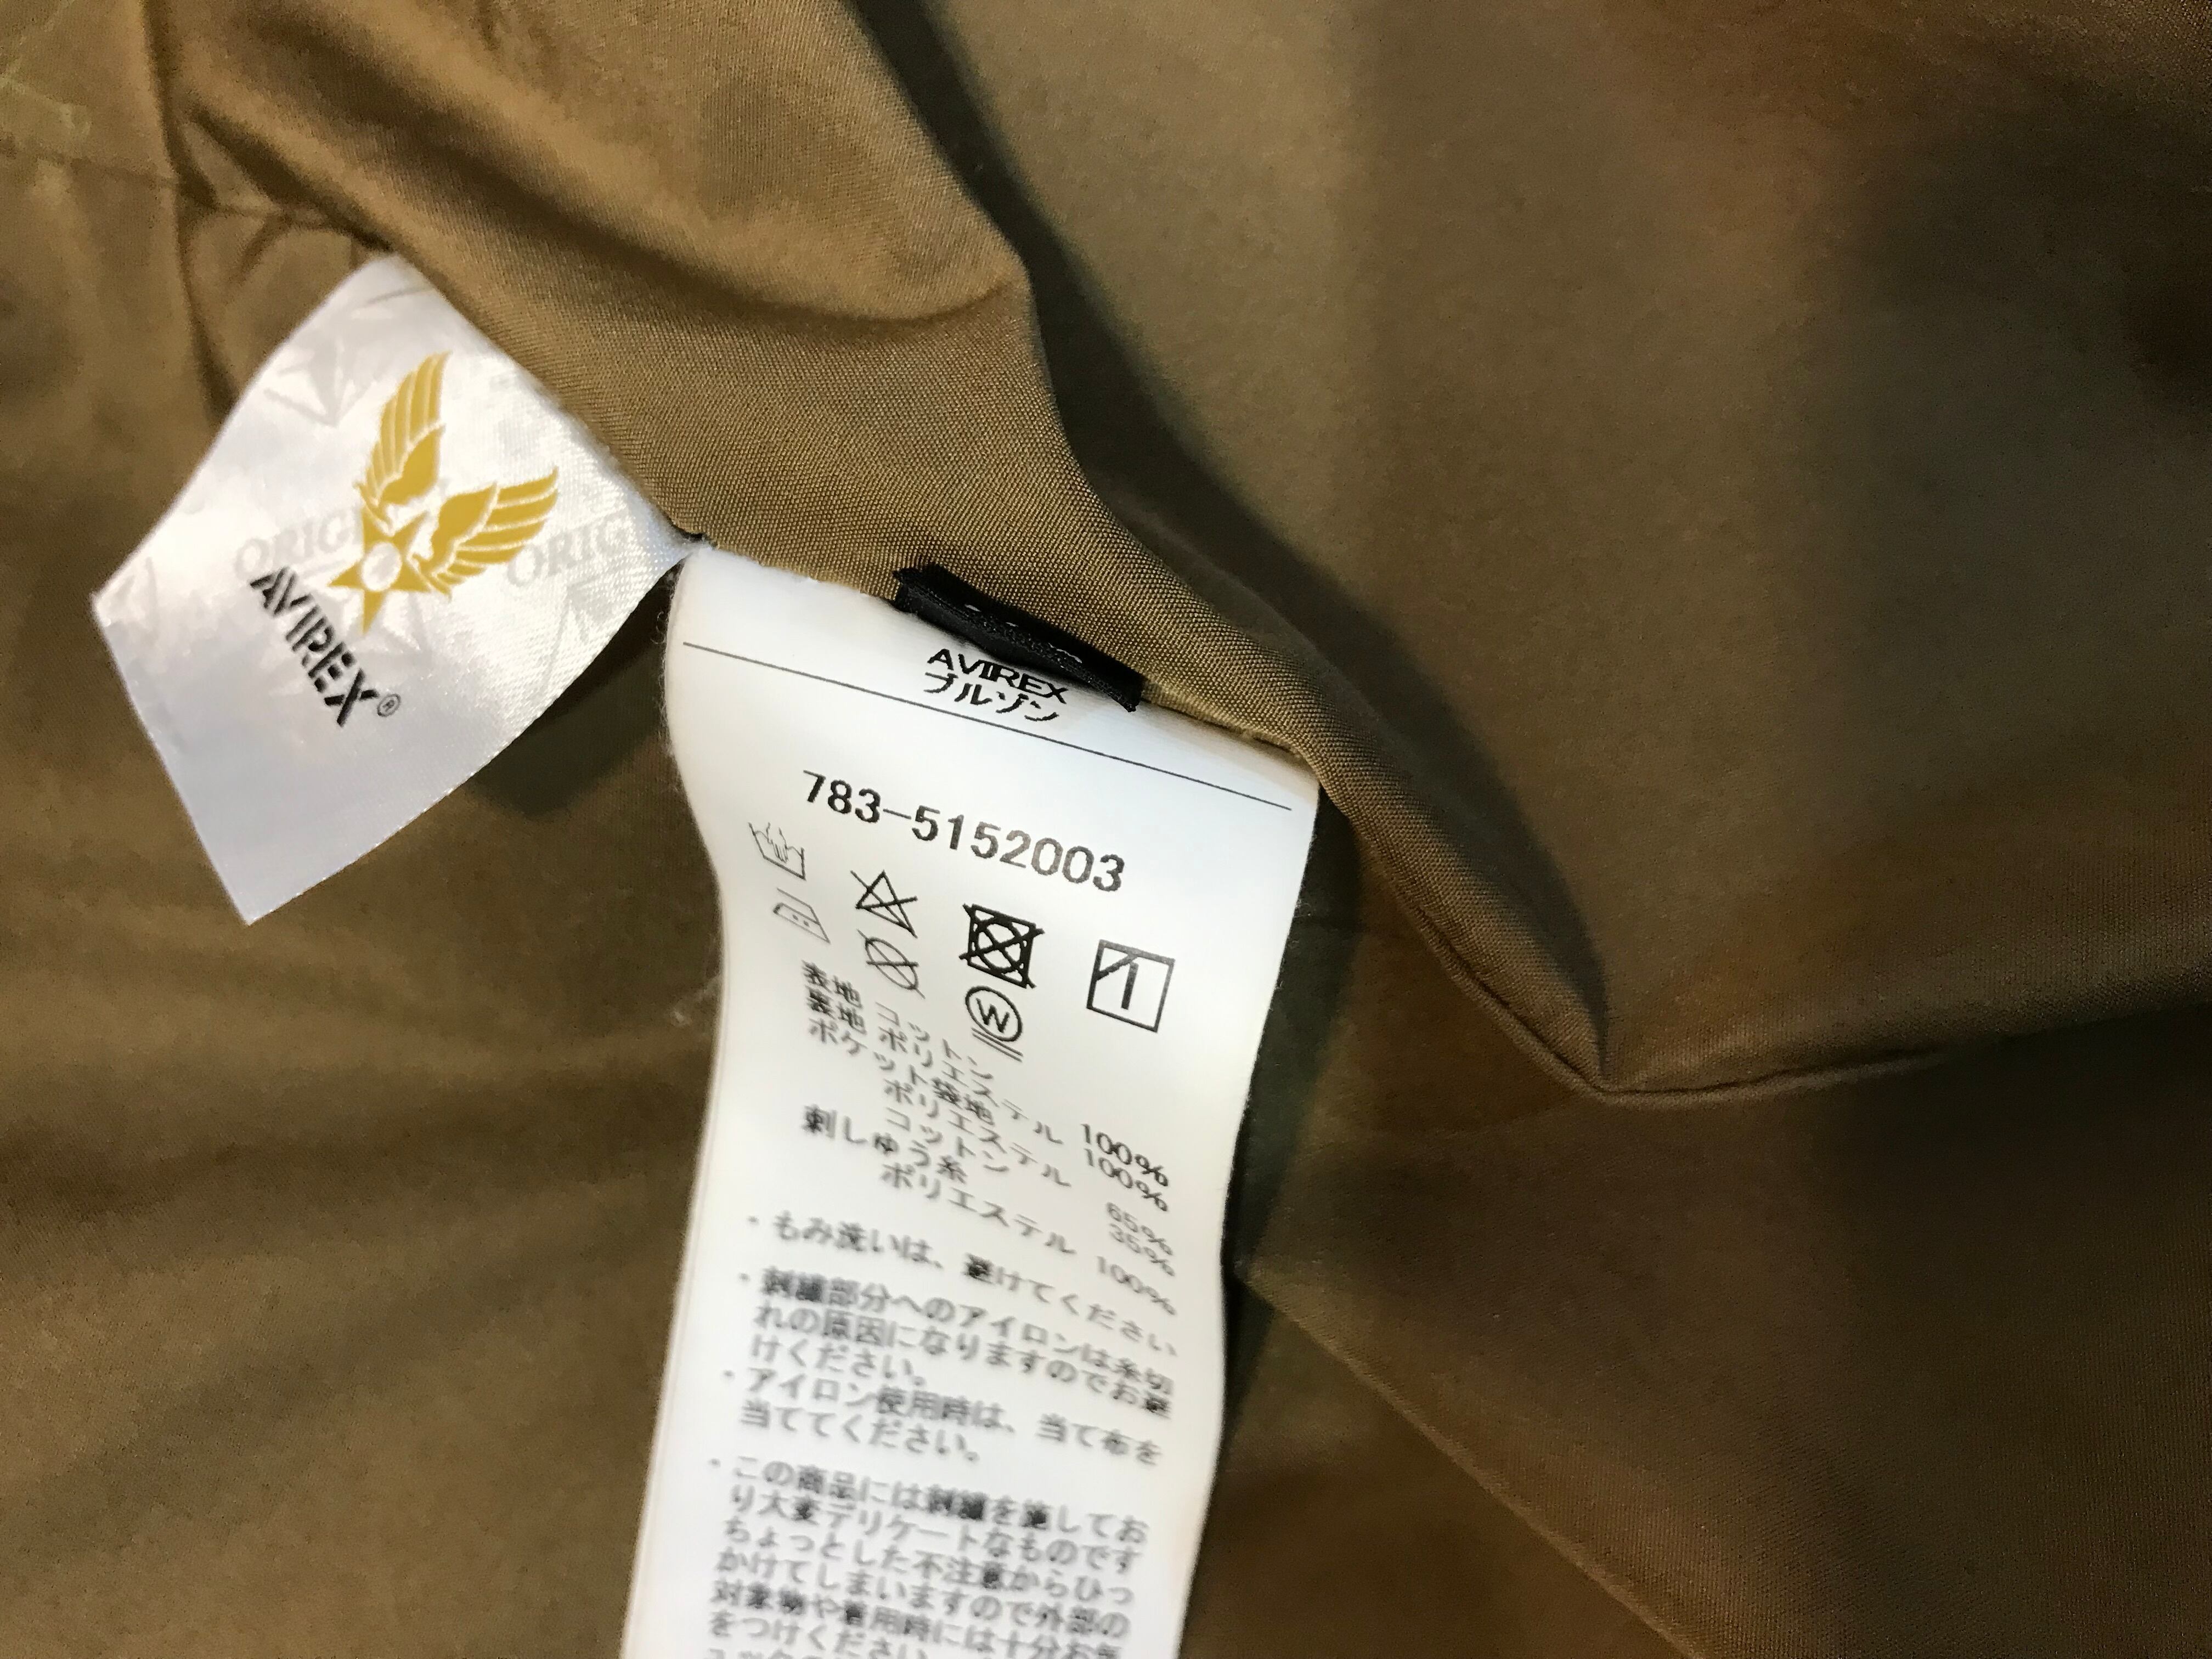 ORIGI
ORIG
AVIREX®
AVIREX
ブルゾン
783-5152003
W
表地 コットン 100%
裏地 ポリエステル 100%
ポケット袋地
ポリエステル 65%
コットン 35%
刺しゅう糸
ポリエステル 100%
・もみ洗いは、避けてください
・刺繍部分へのアイロンは糸切
れの原因になりますのでお避
けください。
・アイロン使用時は、当て布を
当ててください。
・この商品には刺繍を施してお
り大変デリケートなものです
ちょっとした不注意からひっ
かけてしまいますので外部の
対象物や着用時には十分お気
をつけください